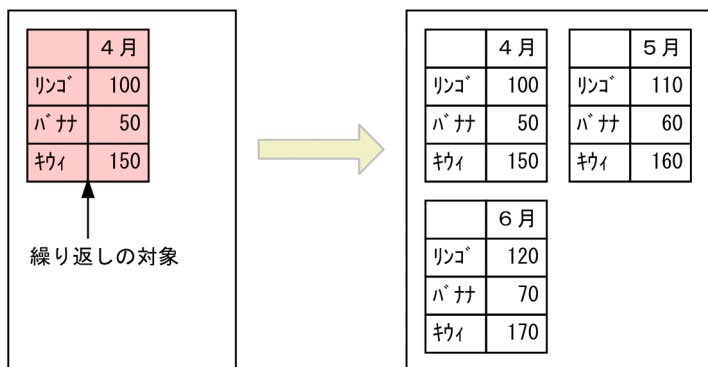 ４月
ﾘﾝｺﾞ 100
ﾊﾞﾅﾅ 50
ｷｳｨ 150
繰り返しの対象
４月
ﾘﾝｺﾞ 100
ﾊﾞﾅﾅ 50
ｷｳｨ 150
５月
ﾘﾝｺﾞ 110
ﾊﾞﾅﾅ 60
ｷｳｨ 160
６月
ﾘﾝｺﾞ 120
ﾊﾞﾅﾅ 70
ｷｳｨ 170